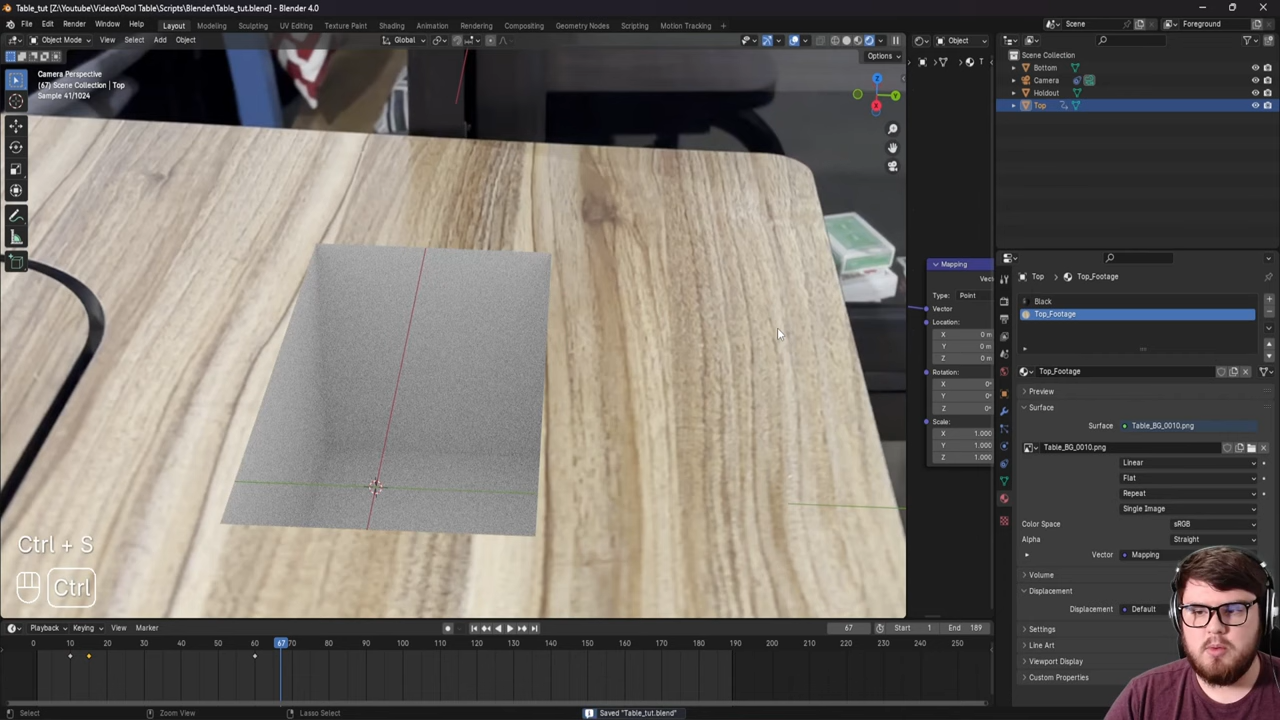 Table_tut [Z:\Youtube\Videos\Pool Table\Scripts\Blender\Table_tut.blend] - Blender 4.0
File Edit Render Window Help Layout Modeling Sculpting UV Editing Texture Paint Shading Animation Rendering Compositing Geometry Nodes Scripting Motion Tracking Scene Foreground
Object Mode View Select Add Object Global Object
Options
Camera Perspective
(67) Scene Collection | Top
Sample 41/1024
Z
Y
X
T
Scene Collection
Bottom
Camera
Holdout
Top
Mapping
Vect
Type: Point
Vector
Location:
X 0 m
Y 0 m
Z 0 m
Rotation:
X 0°
Y 0°
Z 0°
Scale:
X 1.000
Y 1.000
Z 1.000
Top Top_Footage
Black
Top_Footage
Top_Footage
Preview
Surface
Surface Table_BG_0010.png
Table_BG_0010.png
Linear
Flat
Repeat
Single Image
Color Space sRGB
Alpha Straight
Vector Mapping
Volume
Displacement
Displacement Default
Settings
Line Art
Viewport Display
Custom Properties
Ctrl + S
Ctrl
Playback Keying View Marker 67 Start 1 End 189
0 10 20 30 40 50 60 67 70 80 90 100 110 120 130 140 150 160 170 180 190 200 210 220 230 240 250
Select Zoom View Lasso Select Saved "Table_tut.blend"